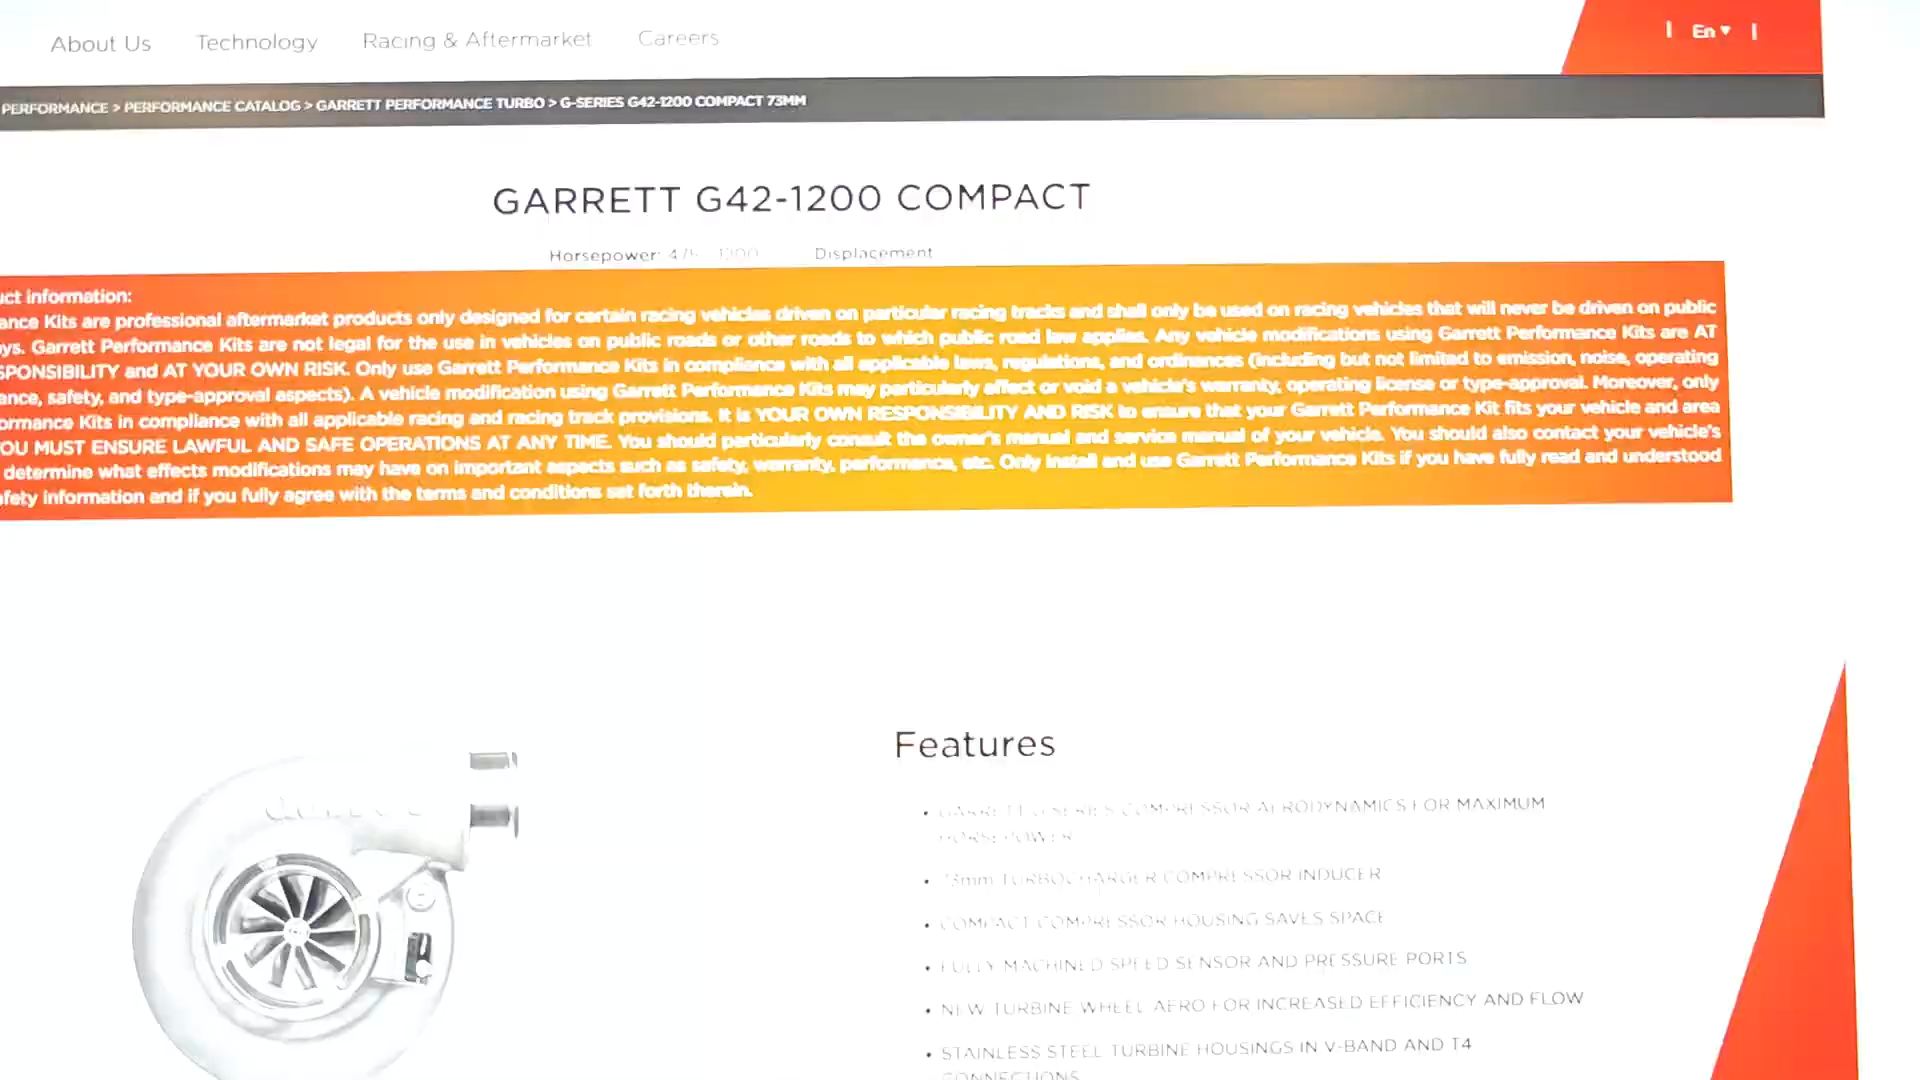 About Us Technology Racing & Aftermarket Careers
En
PERFORMANCE > PERFORMANCE CATALOG > GARRETT PERFORMANCE TURBO > G-SERIES G42-1200 COMPACT 73MM
GARRETT G42-1200 COMPACT
Horsepower: 475 - 1200 Displacement
uct information:
ance Kits are professional aftermarket products only designed for certain racing vehicles driven on particular racing tracks and shall only be used on racing vehicles that will never be driven on public
ys. Garrett Performance Kits are not legal for the use in vehicles on public roads or other roads to which public road law applies. Any vehicle modifications using Garrett Performance Kits are AT
SPONSIBILITY and AT YOUR OWN RISK. Only use Garrett Performance Kits in compliance with all applicable laws, regulations, and ordinances (including but not limited to emission, noise, operating
ance, safety, and type-approval aspects). A vehicle modification using Garrett Performance Kits may particularly affect or void a vehicle's warranty, operating license or type-approval. Moreover, only
ormance Kits in compliance with all applicable racing and racing track provisions. It is YOUR OWN RESPONSIBILITY AND RISK to ensure that your Garrett Performance Kit fits your vehicle and area
OU MUST ENSURE LAWFUL AND SAFE OPERATIONS AT ANY TIME. You should particularly consult the owner's manual and service manual of your vehicle. You should also contact your vehicle's
determine what effects modifications may have on important aspects such as safety, warranty, performance, etc. Only install and use Garrett Performance Kits if you have fully read and understood
afety information and if you fully agree with the terms and conditions set forth therein.
Features
• GARRETT G-SERIES COMPRESSOR AERODYNAMICS FOR MAXIMUM
HORSEPOWER
• 73mm TURBOCHARGER COMPRESSOR INDUCER
• COMPACT COMPRESSOR HOUSING SAVES SPACE
• FULLY MACHINED SPEED SENSOR AND PRESSURE PORTS
• NEW TURBINE WHEEL AERO FOR INCREASED EFFICIENCY AND FLOW
• STAINLESS STEEL TURBINE HOUSINGS IN V-BAND AND T4
CONNECTIONS